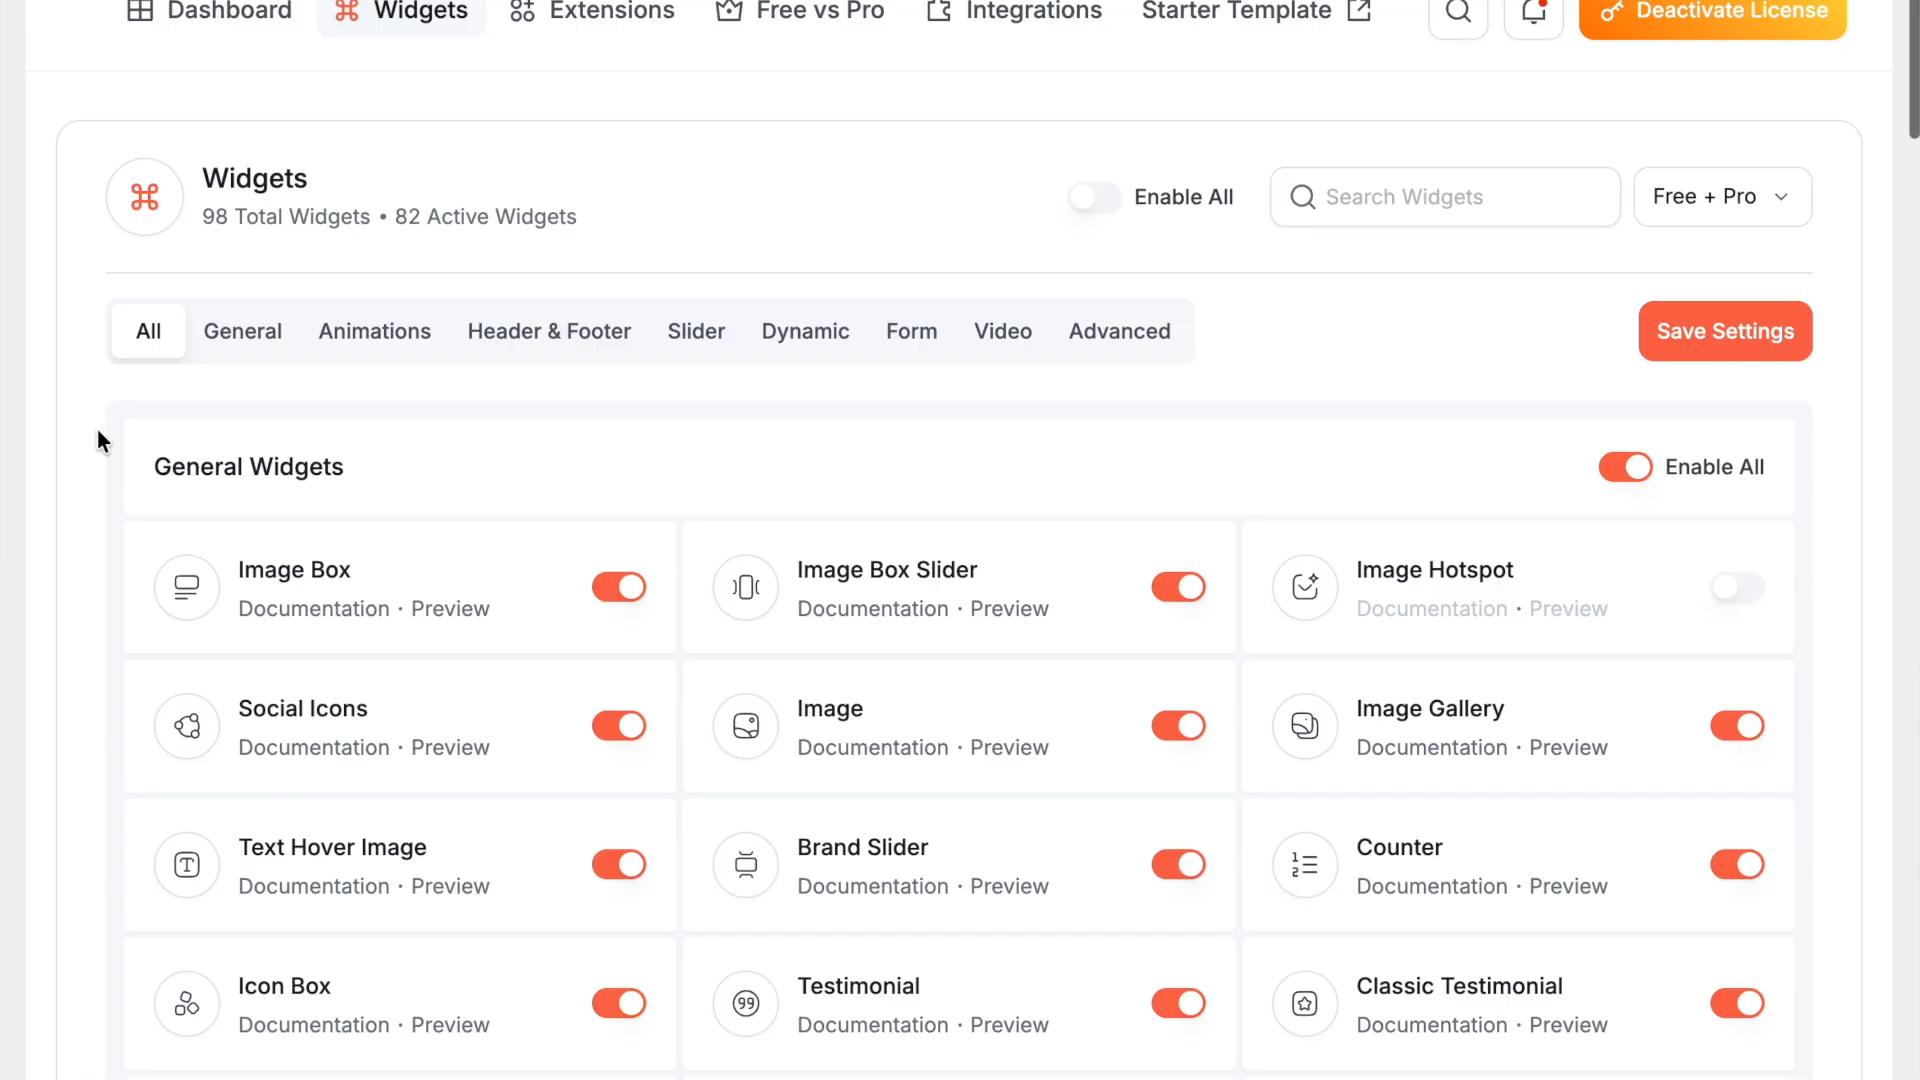 Dashboard Widgets Extensions Free vs Pro Integrations Starter Template Deactivate License
Widgets
98 Total Widgets • 82 Active Widgets
Enable All
Search Widgets
Free + Pro
All General Animations Header & Footer Slider Dynamic Form Video Advanced
Save Settings
General Widgets
Enable All
Image Box
Documentation · Preview
Image Box Slider
Documentation · Preview
Image Hotspot
Documentation · Preview
Social Icons
Documentation · Preview
Image
Documentation · Preview
Image Gallery
Documentation · Preview
Text Hover Image
Documentation · Preview
Brand Slider
Documentation · Preview
Counter
Documentation · Preview
Icon Box
Documentation · Preview
Testimonial
Documentation · Preview
Classic Testimonial
Documentation · Preview